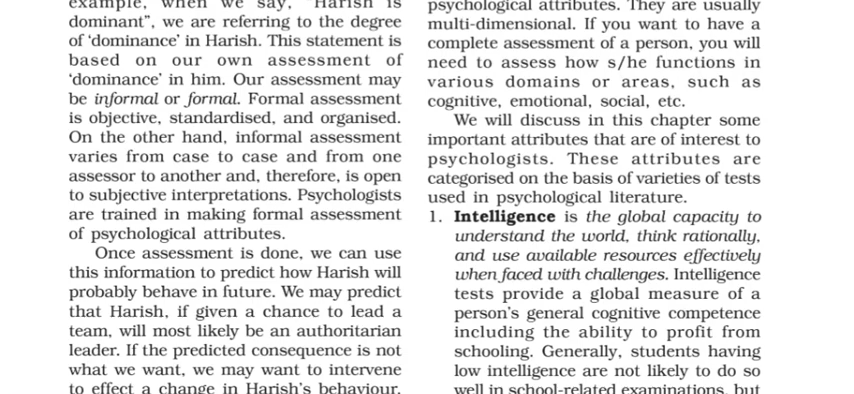 example, when we say, "Harish is
dominant", we are referring to the degree
of 'dominance' in Harish. This statement is
based on our own assessment of
'dominance' in him. Our assessment may
be informal or formal. Formal assessment
is objective, standardised, and organised.
On the other hand, informal assessment
varies from case to case and from one
assessor to another and, therefore, is open
to subjective interpretations. Psychologists
are trained in making formal assessment
of psychological attributes.
Once assessment is done, we can use
this information to predict how Harish will
probably behave in future. We may predict
that Harish, if given a chance to lead a
team, will most likely be an authoritarian
leader. If the predicted consequence is not
what we want, we may want to intervene
to effect a change in Harish's behaviour.
psychological attributes. They are usually
multi-dimensional. If you want to have a
complete assessment of a person, you will
need to assess how s/he functions in
various domains or areas, such as
cognitive, emotional, social, etc.
We will discuss in this chapter some
important attributes that are of interest to
psychologists. These attributes are
categorised on the basis of varieties of tests
used in psychological literature.
1. Intelligence is the global capacity to
understand the world, think rationally,
and use available resources effectively
when faced with challenges. Intelligence
tests provide a global measure of a
person's general cognitive competence
including the ability to profit from
schooling. Generally, students having
low intelligence are not likely to do so
well in school-related examinations, but